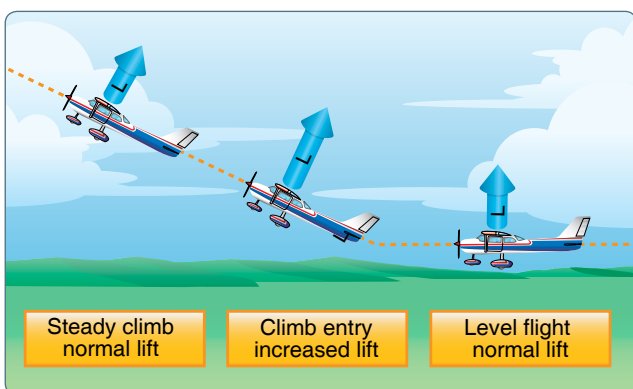 L
L
L
Steady climb
normal lift
Climb entry
increased lift
Level flight
normal lift